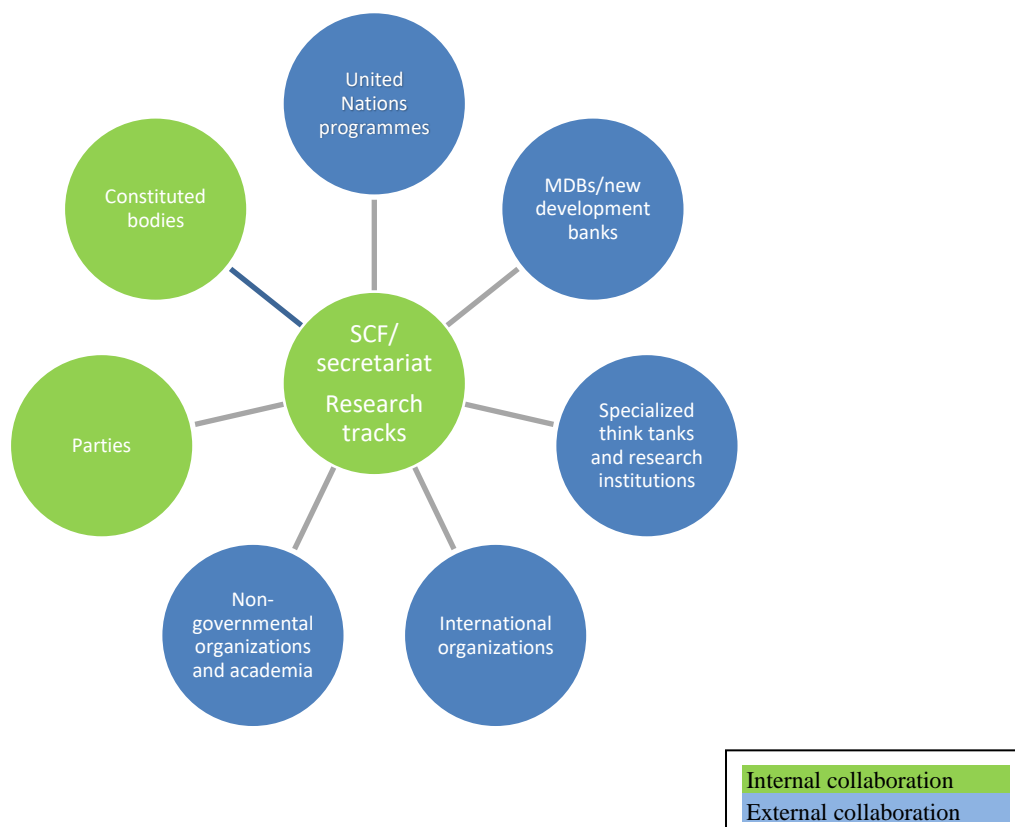 United
Nations
programmes
MDBs/new
development
banks
Specialized
think tanks
and research
institutions
International
organizations
Non-
governmental
organizations
and academia
Parties
Constituted
bodies
SCF/
secretariat
Research
tracks
Internal collaboration
External collaboration